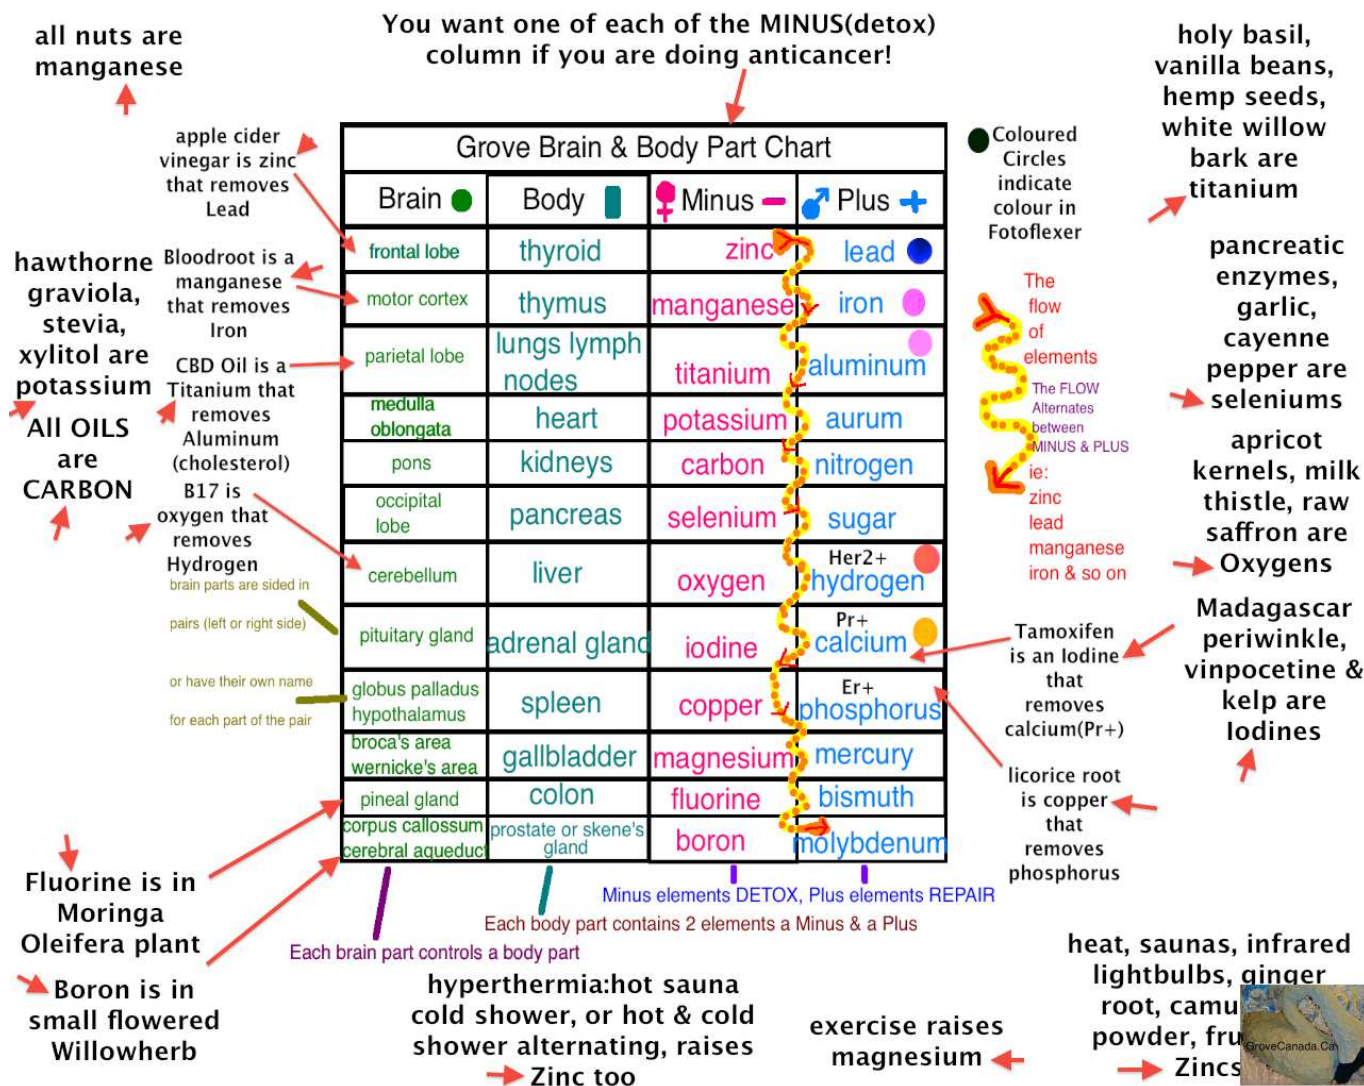 all nuts are
manganese
You want one of each of the MINUS(detox)
column if you are doing anticancer!
holy basil,
vanilla beans,
hemp seeds,
white willow
bark are
titanium
apple cider
vinegar is zinc
that removes
Lead
Bloodroot is a
manganese
that removes
Iron
hawthorne
graviola,
stevia,
xylitol are
potassium
CBD Oil is a
Titanium that
removes
Aluminum
(cholesterol)
All OILS
are
CARBON
B17 is
oxygen that
removes
Hydrogen
brain parts are sided in
pairs (left or right side)
or have their own name
for each part of the pair
Grove Brain & Body Part Chart
Brain Body Minus Plus +
frontal lobe thyroid zinc lead
motor cortex thymus manganese iron
parietal lobe lungs lymph
nodes titanium aluminum
medulla
oblongata heart potassium aurum
pons kidneys carbon nitrogen
occipital
lobe pancreas selenium sugar
cerebellum liver oxygen Her2+
hydrogen
pituitary gland adrenal gland iodine Pr+
calcium
globus palladus
hypothalamus spleen copper Er+
phosphorus
broca's area
wernicke's area gallbladder magnesium mercury
pineal gland colon fluorine bismuth
corpus callossum
cerebral aqueduct prostate or skene's
gland boron molybdenum
Minus elements DETOX, Plus elements REPAIR
Each body part contains 2 elements a Minus & a Plus
Each brain part controls a body part
Coloured
Circles
indicate
colour in
Fotoflexer
The
flow
of
elements
The FLOW
Alternates
between
MINUS & PLUS
ie:
zinc
lead
manganese
iron & so on
pancreatic
enzymes,
garlic,
cayenne
pepper are
seleniums
apricot
kernels, milk
thistle, raw
saffron are
Oxygens
Tamoxifen
is an Iodine
that
removes
calcium(Pr+)
Madagascar
periwinkle,
vinpocetine &
kelp are
Iodines
licorice root
is copper
that
removes
phosphorus
Fluorine is in
Moringa
Oleifera plant
Boron is in
small flowered
Willowherb
hyperthermia:hot sauna
cold shower, or hot & cold
shower alternating, raises
Zinc too
exercise raises
magnesium
heat, saunas, infrared
lightbulbs, ginger
root,
powder,
Zincs
GroveCanada.Ca